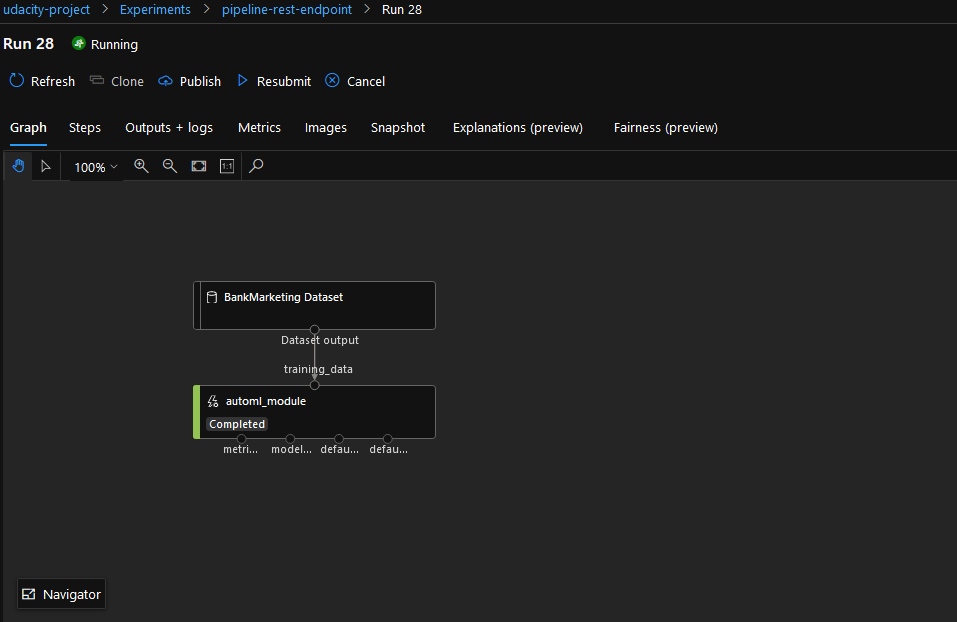 udacity-project > Experiments > pipeline-rest-endpoint > Run 28
Run 28 Running
Refresh Clone Publish Resubmit Cancel
Graph Steps Outputs + logs Metrics Images Snapshot Explanations (preview) Fairness (preview)
100% 1:1
BankMarketing Dataset
Dataset output
training_data
automl_module
Completed
metri... model... defau... defau...
Navigator